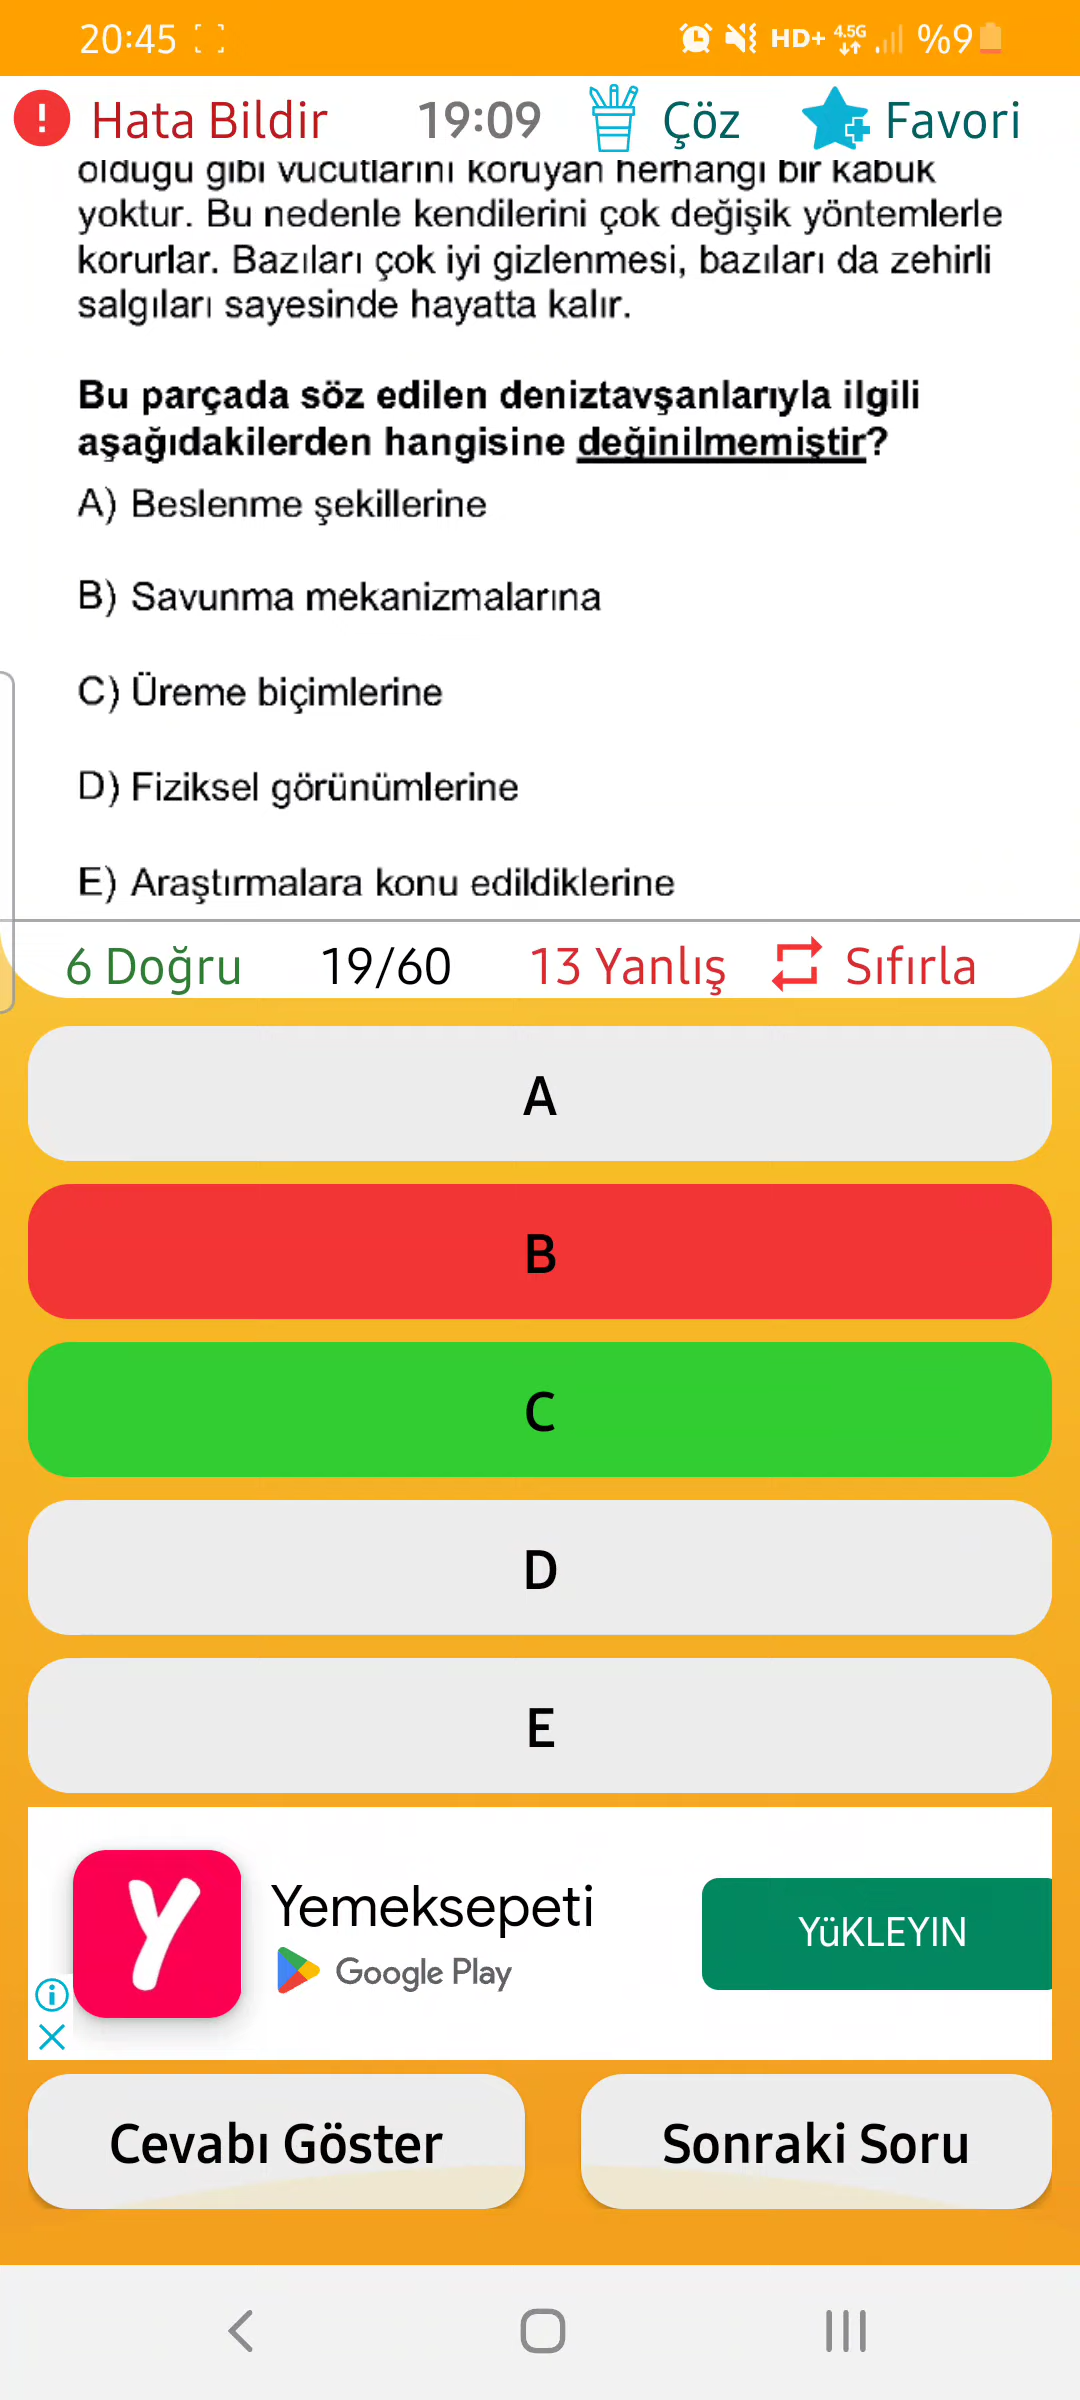 20:45 HD+ 4.5G %9
Hata Bildir 19:09 Çöz Favori
olduğu gibi vücutlarını koruyan herhangi bir kabuk
yoktur. Bu nedenle kendilerini çok değişik yöntemlerle
korurlar. Bazıları çok iyi gizlenmesi, bazıları da zehirli
salgıları sayesinde hayatta kalır.
Bu parçada söz edilen deniztavşanlarıyla ilgili
aşağıdakilerden hangisine değinilmemiştir?
A) Beslenme şekillerine
B) Savunma mekanizmalarına
C) Üreme biçimlerine
D) Fiziksel görünümlerine
E) Araştırmalara konu edildiklerine
6 Doğru 19/60 13 Yanlış Sıfırla
A
B
C
D
E
Yemeksepeti
Google Play
YüKLEYIN
Cevabı Göster Sonraki Soru